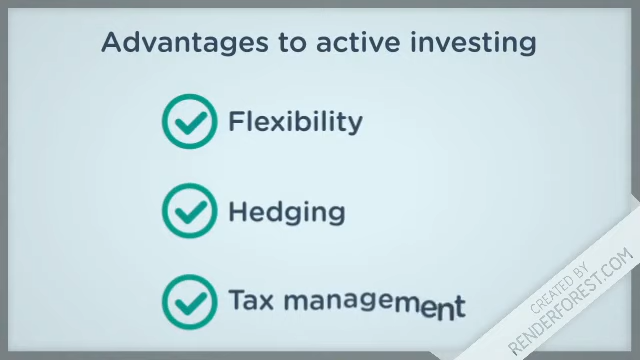 Advantages to active investing
Flexibility
Hedging
Tax management
CREATED BY
RENDERFOREST.COM